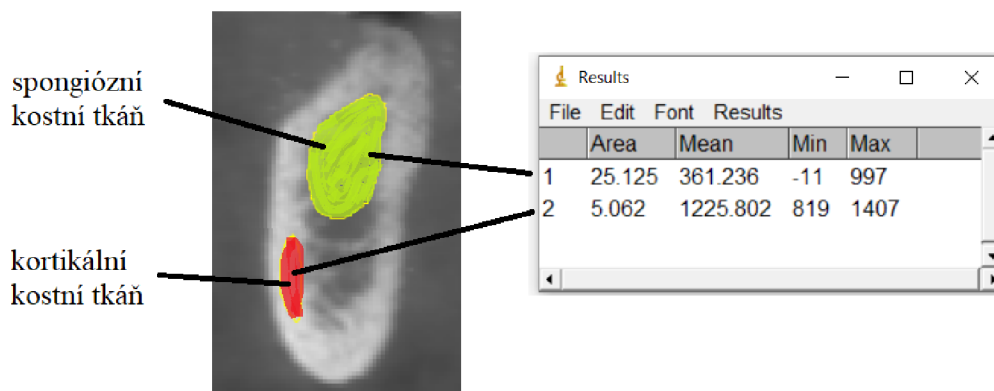 spongiózní
kostní tkáň
kortikální
kostní tkáň
Results
File Edit Font Results
Area Mean Min Max
1 25.125 361.236 -11 997
2 5.062 1225.802 819 1407